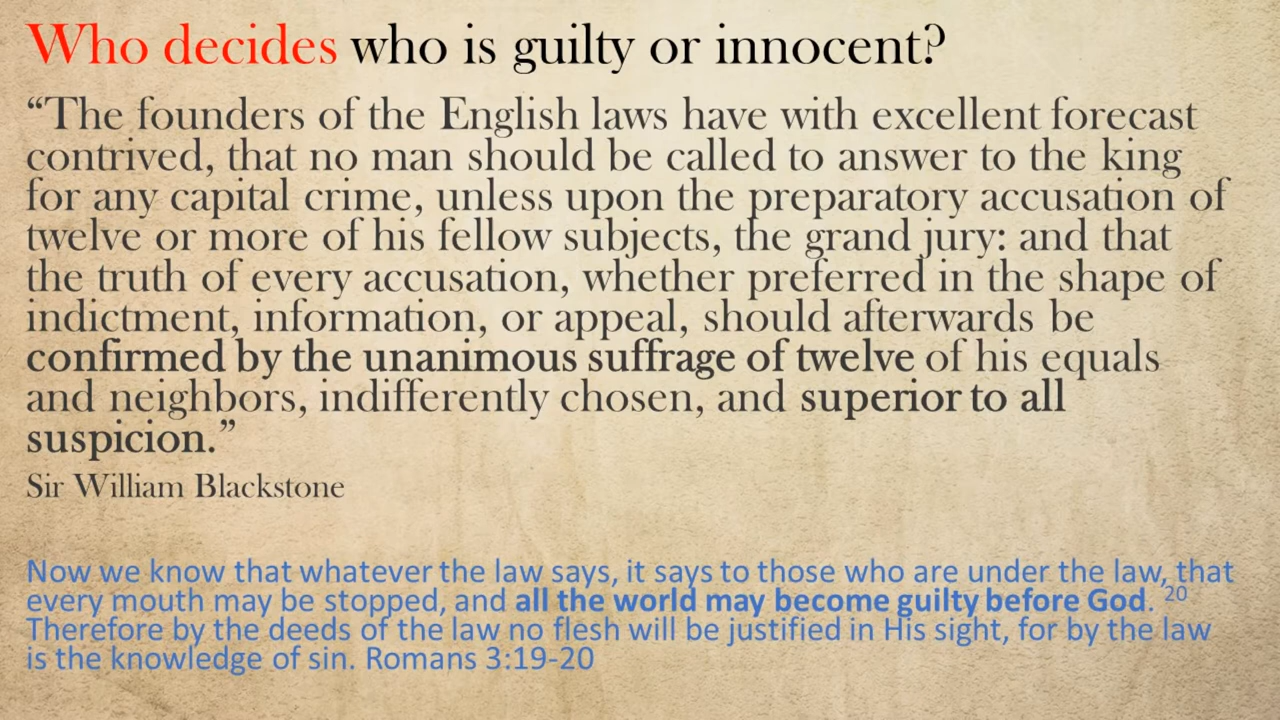 Who decides who is guilty or innocent?
“The founders of the English laws have with excellent forecast
contrived, that no man should be called to answer to the king
for any capital crime, unless upon the preparatory accusation of
twelve or more of his fellow subjects, the grand jury: and that
the truth of every accusation, whether preferred in the shape of
indictment, information, or appeal, should afterwards be
confirmed by the unanimous suffrage of twelve of his equals
and neighbors, indifferently chosen, and superior to all
suspicion.”
Sir William Blackstone
Now we know that whatever the law says, it says to those who are under the law, that
every mouth may be stopped, and all the world may become guilty before God. 20
Therefore by the deeds of the law no flesh will be justified in His sight, for by the law
is the knowledge of sin. Romans 3:19-20